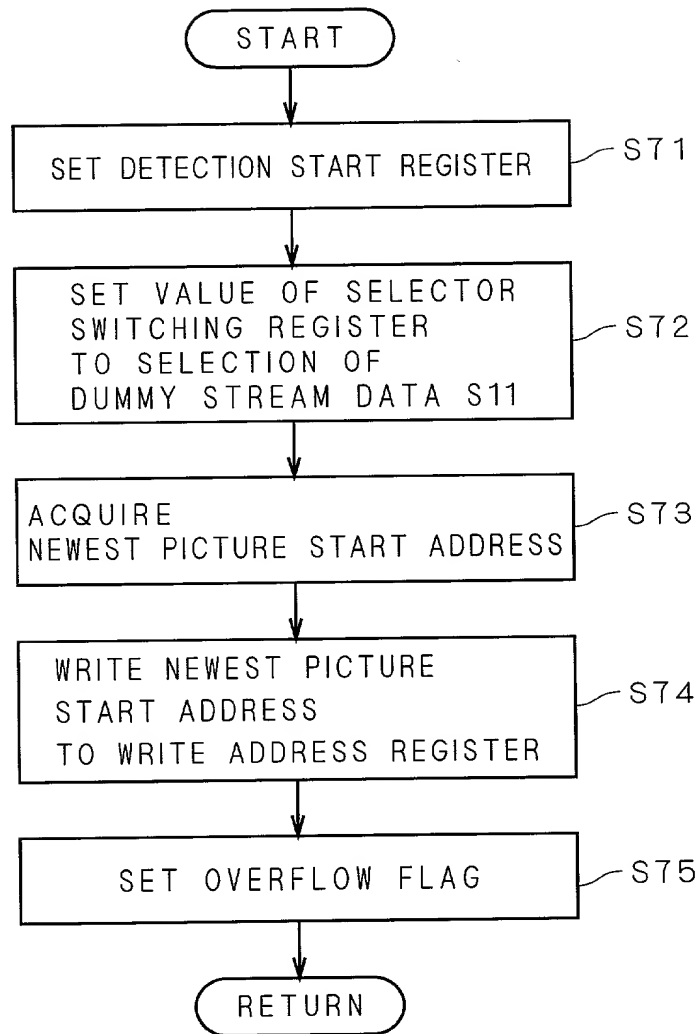 START
SET DETECTION START REGISTER
S71
SET VALUE OF SELECTOR
SWITCHING REGISTER
TO SELECTION OF
DUMMY STREAM DATA S11
S72
ACQUIRE
NEWEST PICTURE START ADDRESS
S73
WRITE NEWEST PICTURE
START ADDRESS
TO WRITE ADDRESS REGISTER
S74
SET OVERFLOW FLAG
S75
RETURN